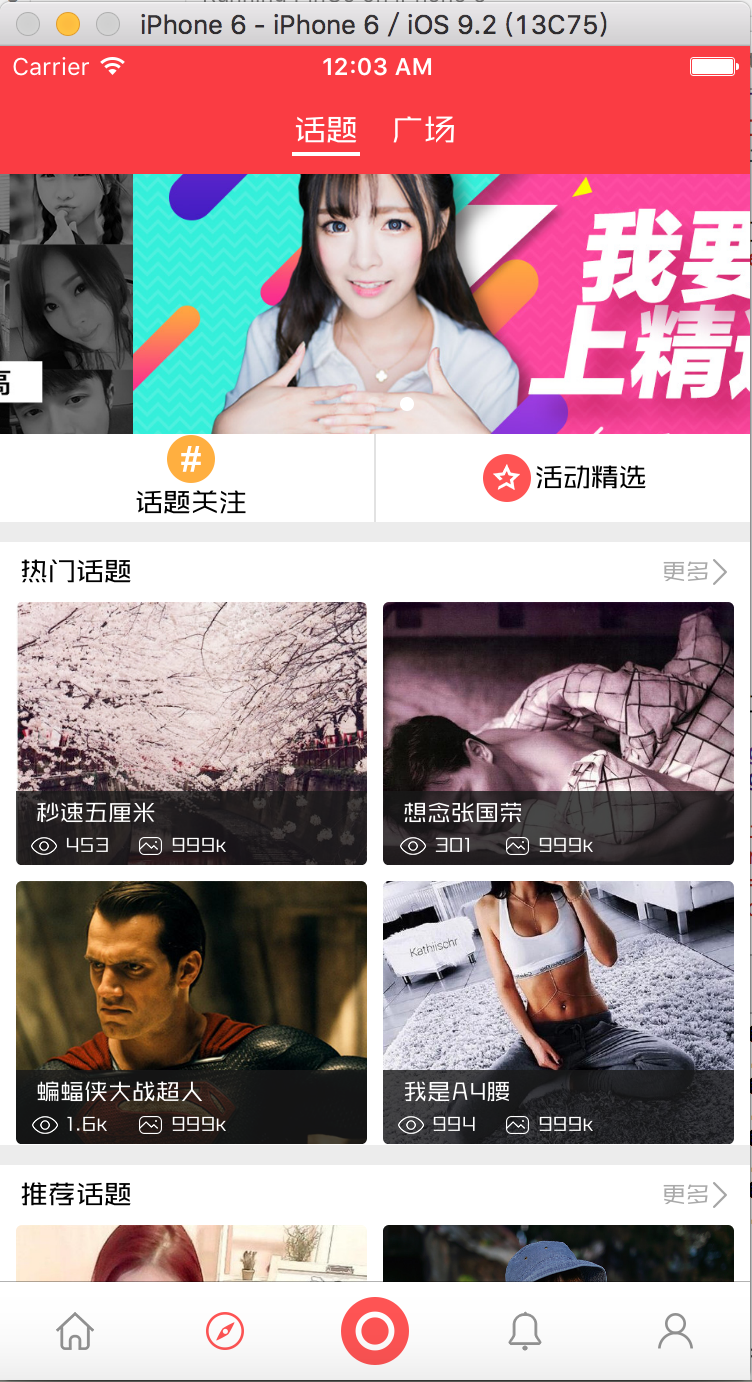 iPhone 6 - iPhone 6 / iOS 9.2 (13C75)
Carrier 12:03 AM
话题 广场
我要
上精
高
#
话题关注
活动精选
热门话题 更多
秒速五厘米
453 999k
想念张国荣
301 999k
Kathiischr
蝙蝠侠大战超人
1.6k 999k
我是A4腰
994 999k
推荐话题 更多